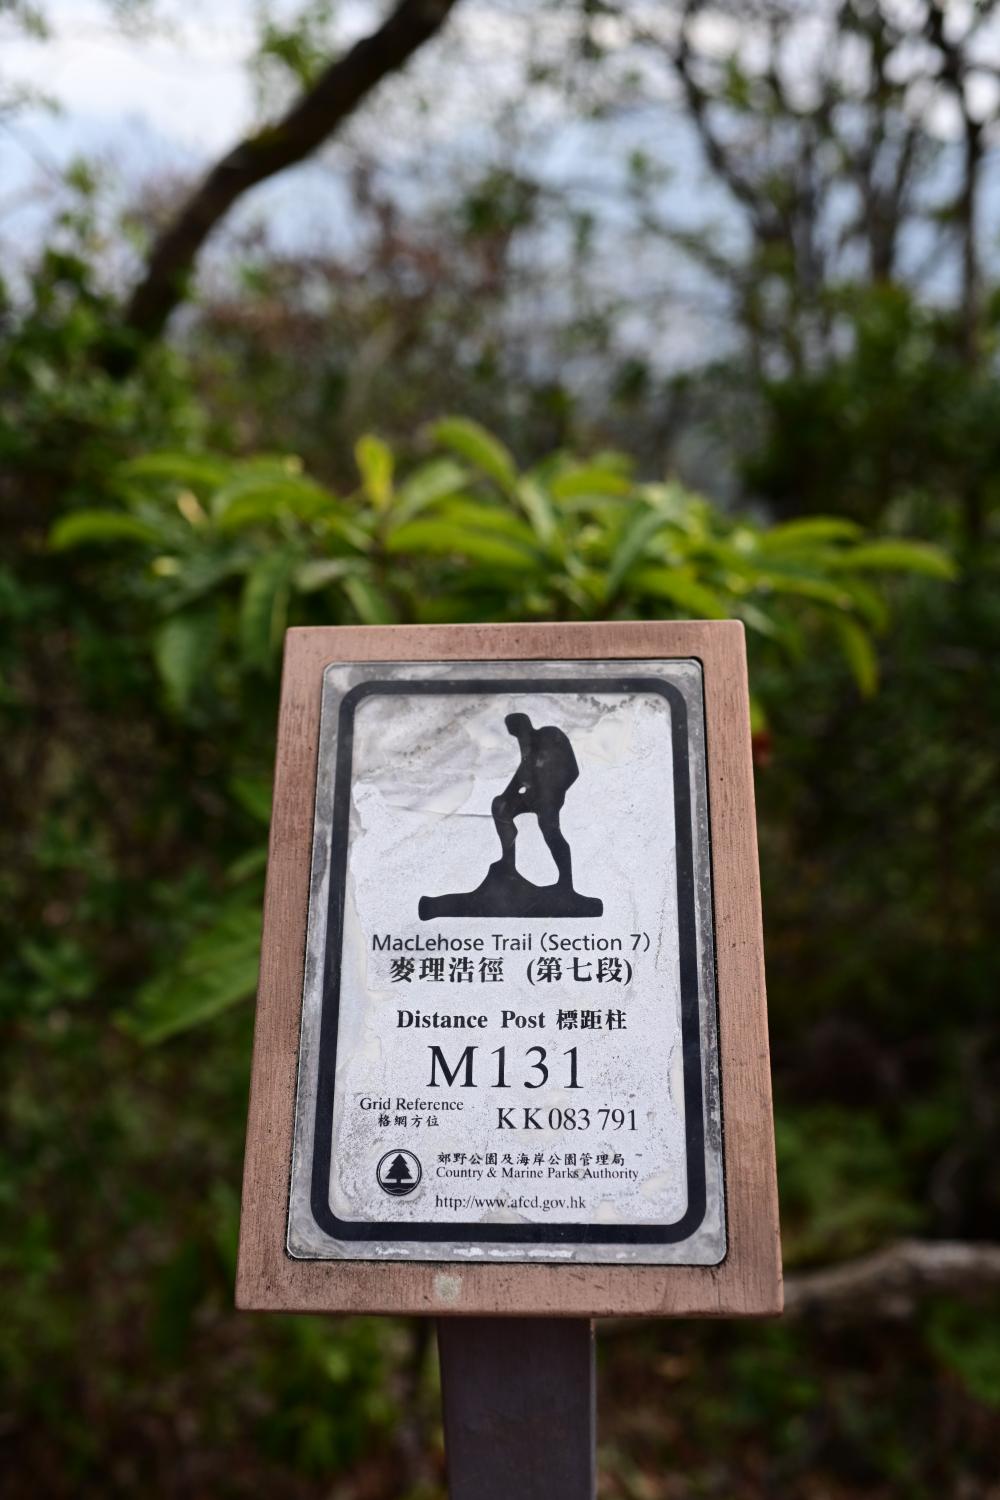 MacLehose Trail (Section 7)
麥理浩徑 (第七段)
Distance Post 標距柱
M131
Grid Reference
格網方位
KK083 791
郊野公園及海岸公園管理局
Country & Marine Parks Authority
http://www.afcd.gov.hk